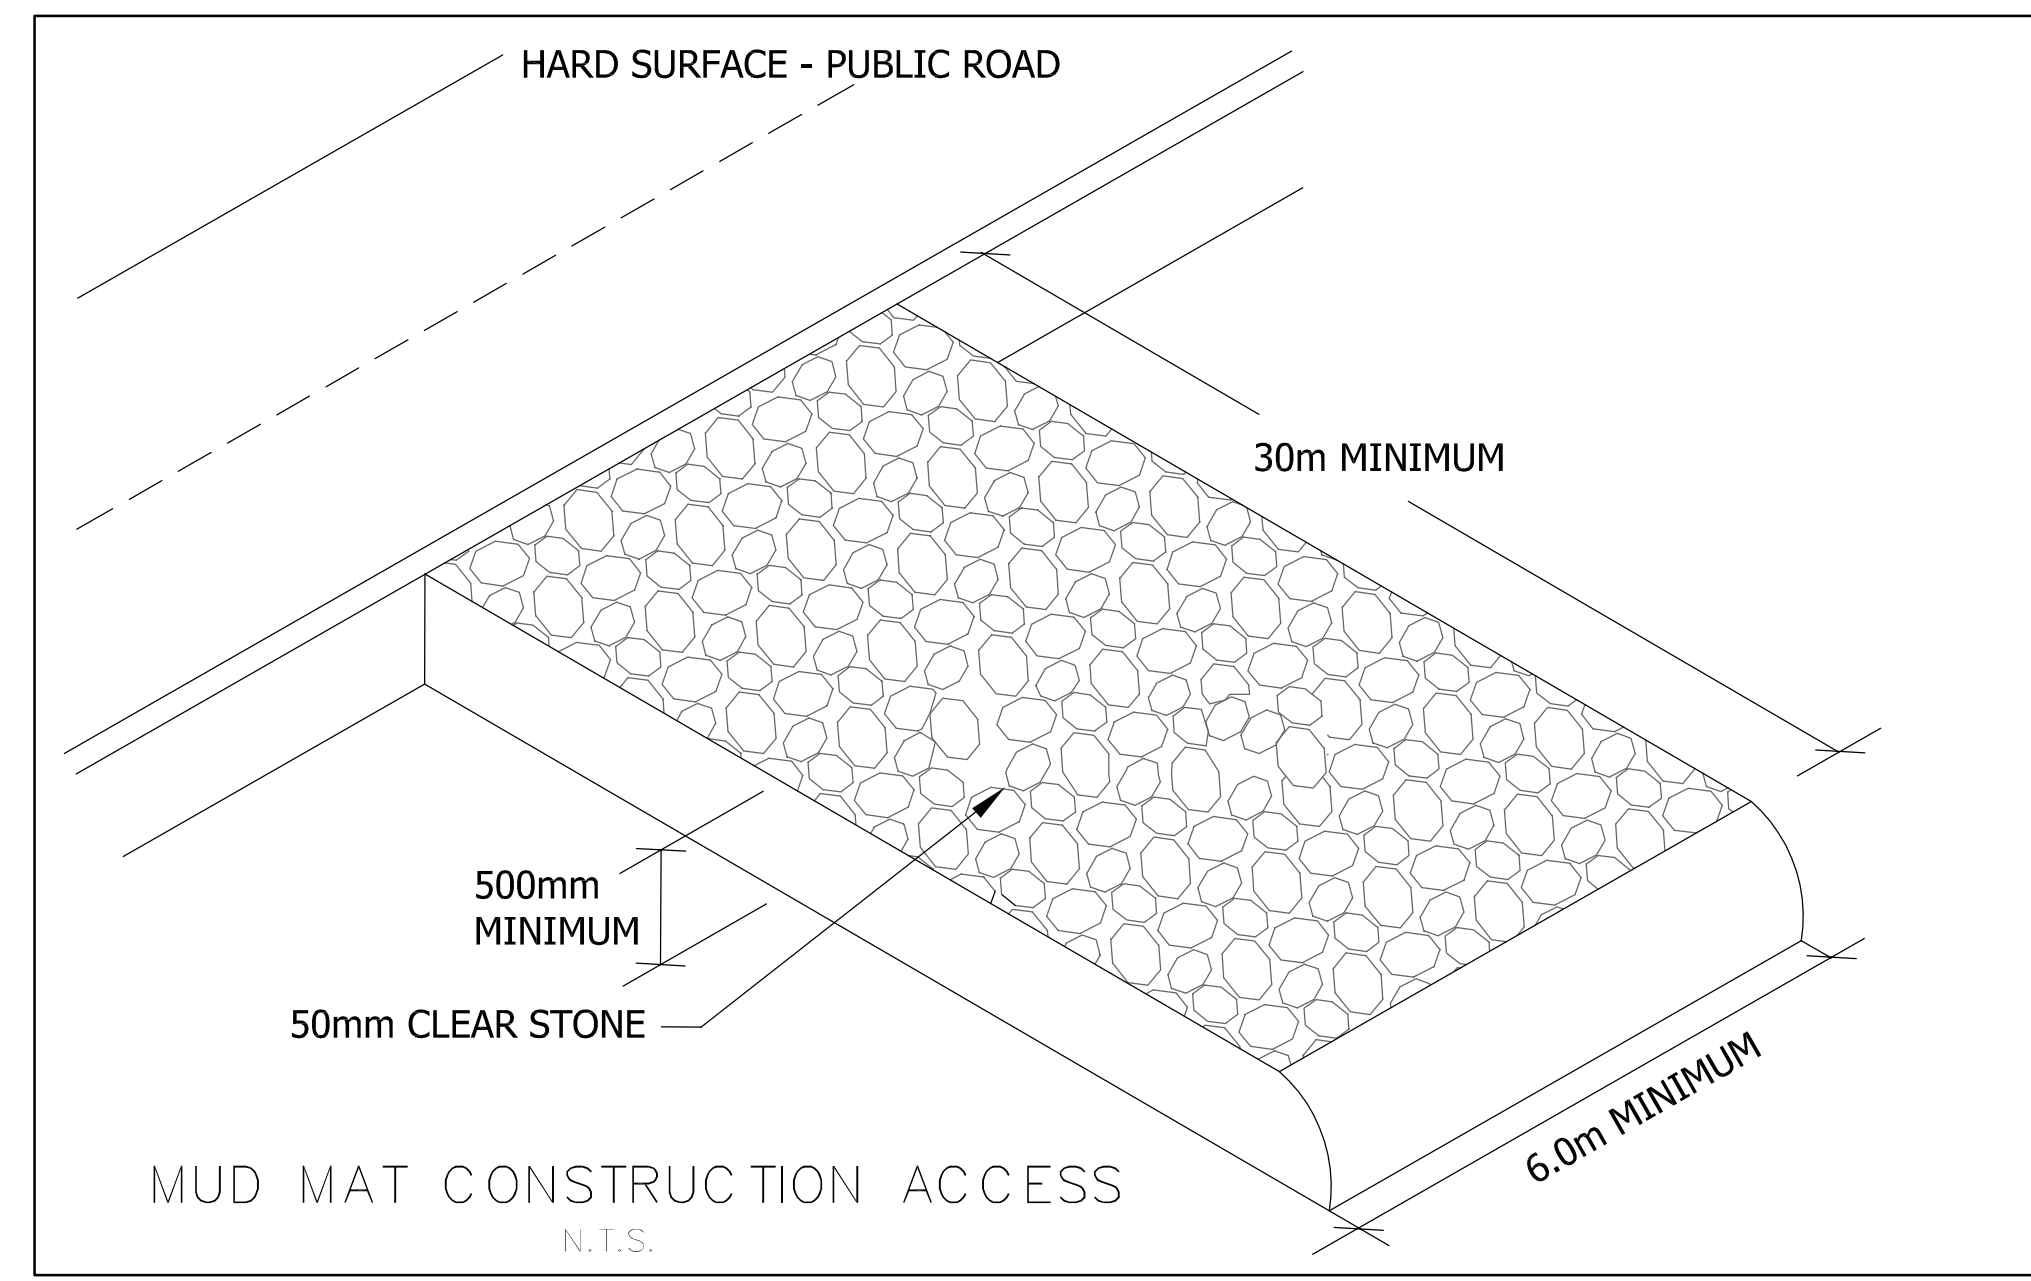 HARD SURFACE - PUBLIC ROAD
30m MINIMUM
500mm
MINIMUM
50mm CLEAR STONE
6.0m MINIMUM
MUD MAT CONSTRUCTION ACCESS
N.T.S.